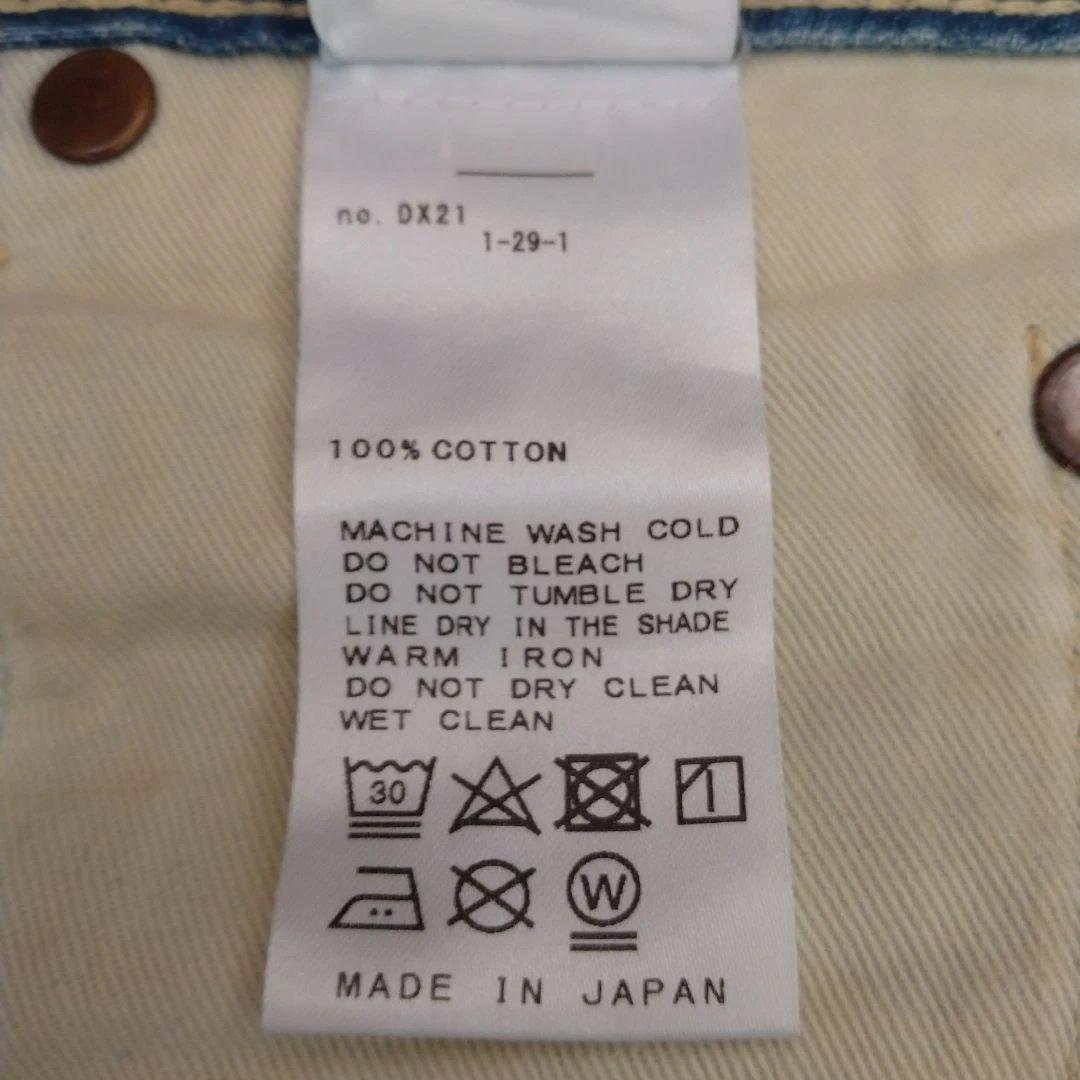 no. DX21
1-29-1
100% COTTON
MACHINE WASH COLD
DO NOT BLEACH
DO NOT TUMBLE DRY
LINE DRY IN THE SHADE
WARM IRON
DO NOT DRY CLEAN
WET CLEAN
30
W
MADE IN JAPAN